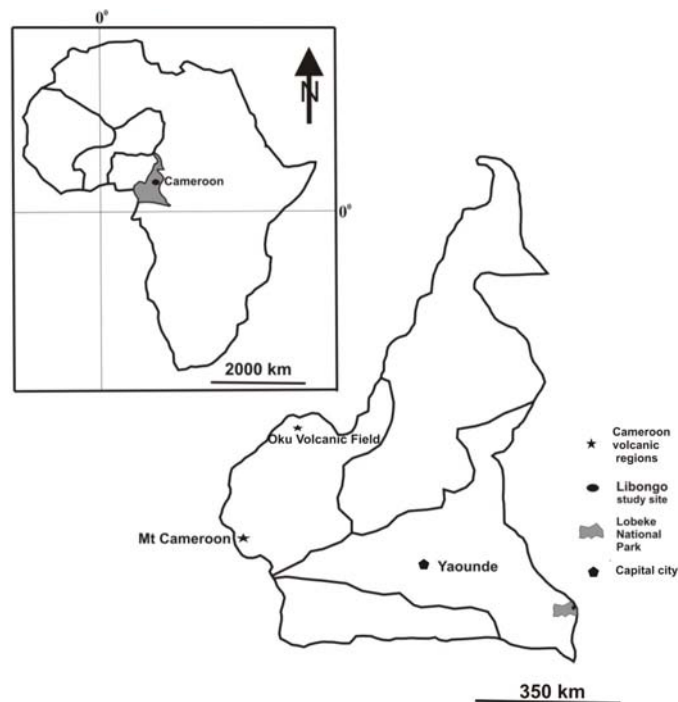 0°
N
Cameroon
0°
2000 km
Oku Volcanic Field
Mt Cameroon
Yaounde
Cameroon
volcanic
regions
Libongo
study site
Lobeke
National
Park
Capital city
350 km